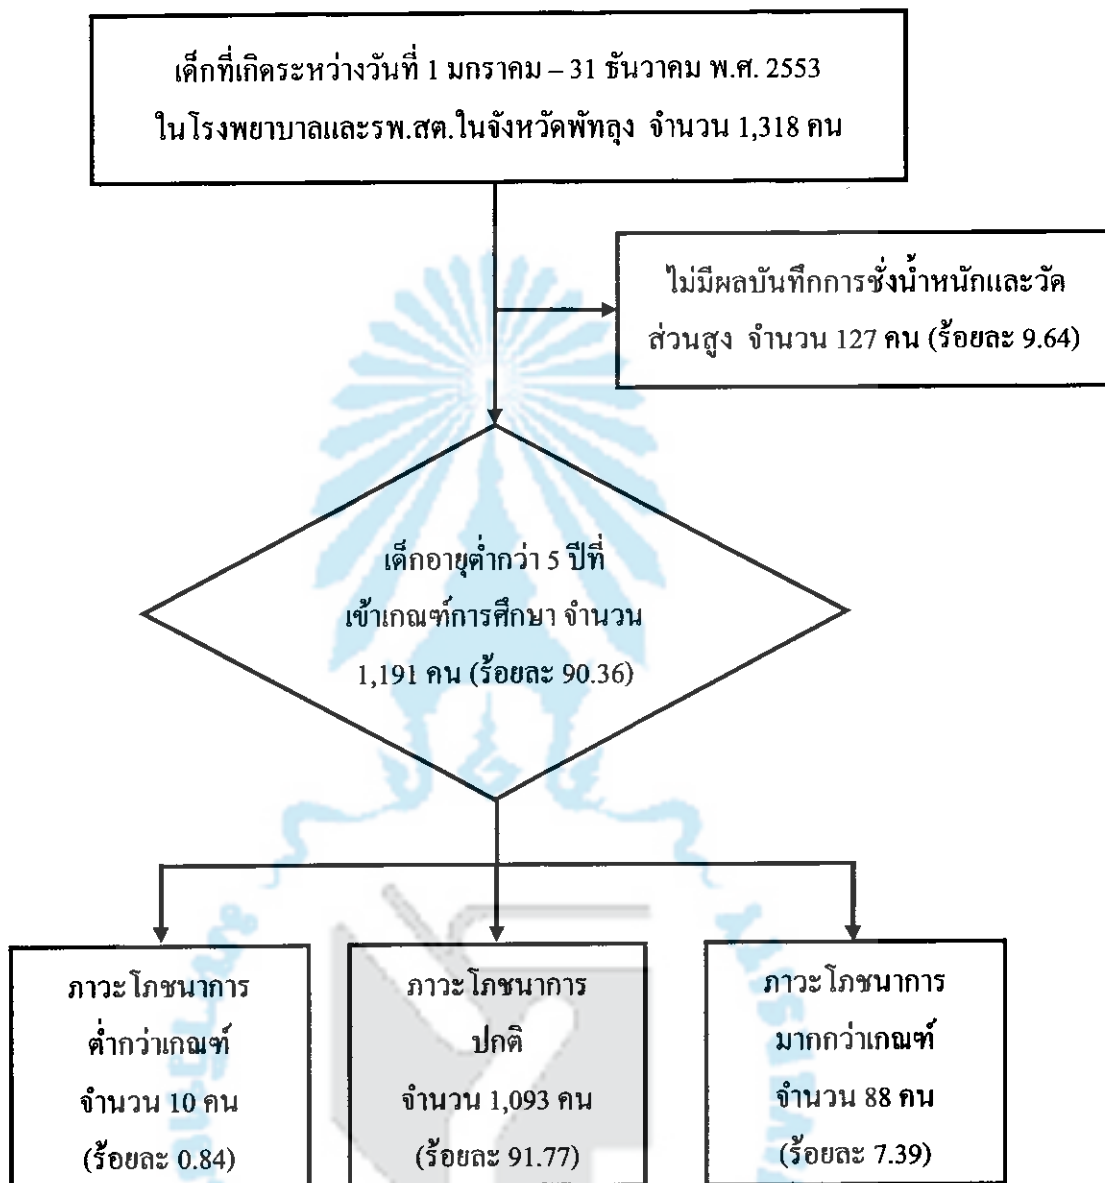 เด็กที่เกิดระหว่างวันที่ 1 มกราคม – 31 ธันวาคม พ.ศ. 2553
ในโรงพยาบาลและรพ.สต.ในจังหวัดพัทลุง จำนวน 1,318 คน
ไม่มีผลบันทึกการชั่งน้ำหนักและวัด
ส่วนสูง จำนวน 127 คน (ร้อยละ 9.64)
เด็กอายุต่ำกว่า 5 ปีที่
เข้าเกณฑ์การศึกษา จำนวน
1,191 คน (ร้อยละ 90.36)
ภาวะโภชนาการ
ต่ำกว่าเกณฑ์
จำนวน 10 คน
(ร้อยละ 0.84)
ภาวะโภชนาการ
ปกติ
จำนวน 1,093 คน
(ร้อยละ 91.77)
ภาวะโภชนาการ
มากกว่าเกณฑ์
จำนวน 88 คน
(ร้อยละ 7.39)